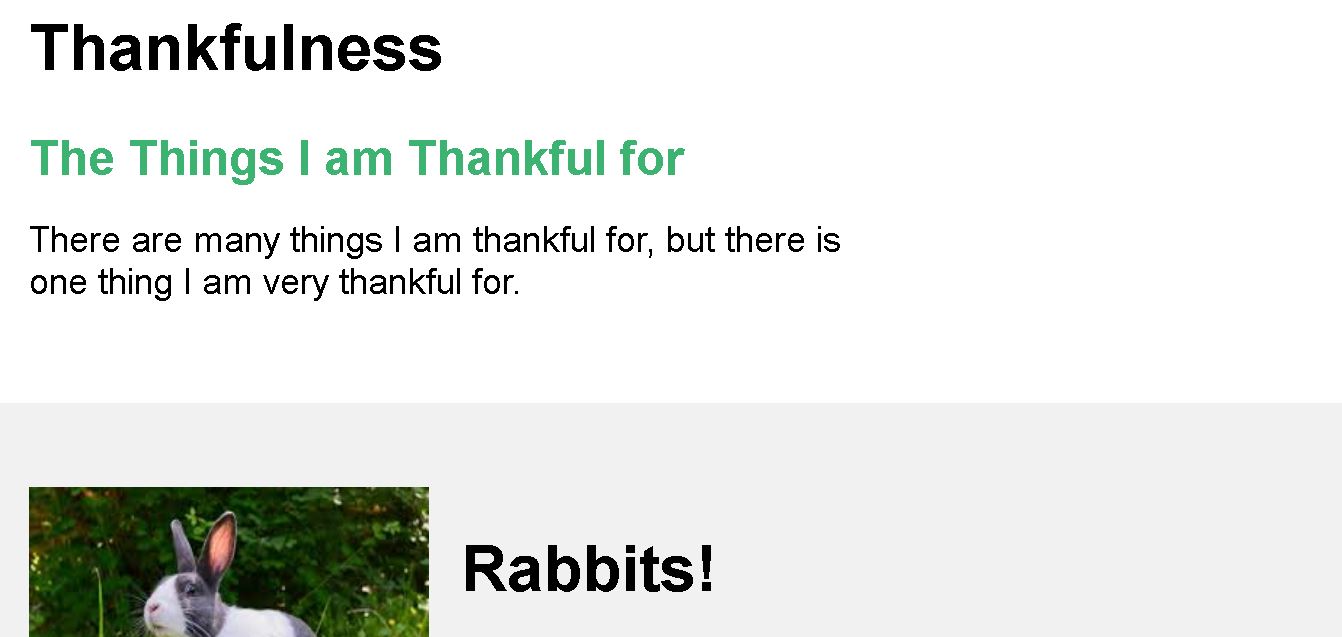 Thankfulness
The Things I am Thankful for
There are many things I am thankful for, but there is
one thing I am very thankful for.
Rabbits!